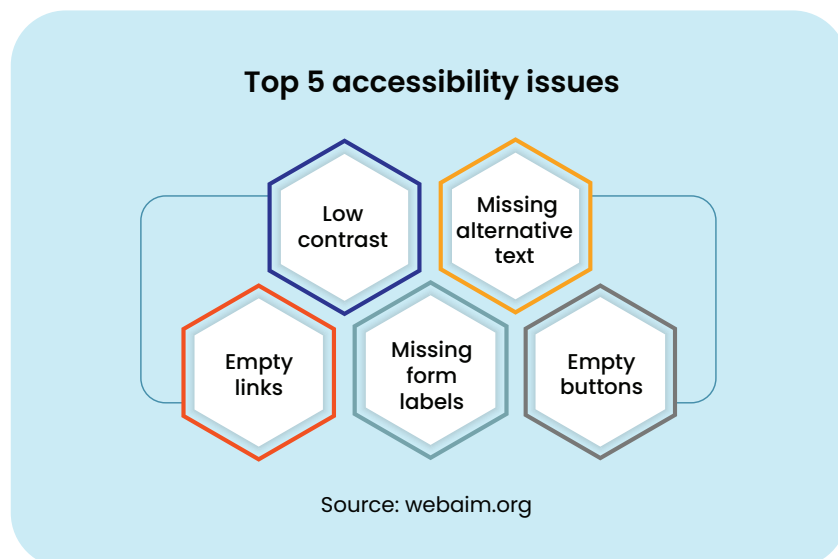 Top 5 accessibility issues
Low
contrast
Missing
alternative
text
Empty
links
Missing
form
labels
Empty
buttons
Source: webaim.org